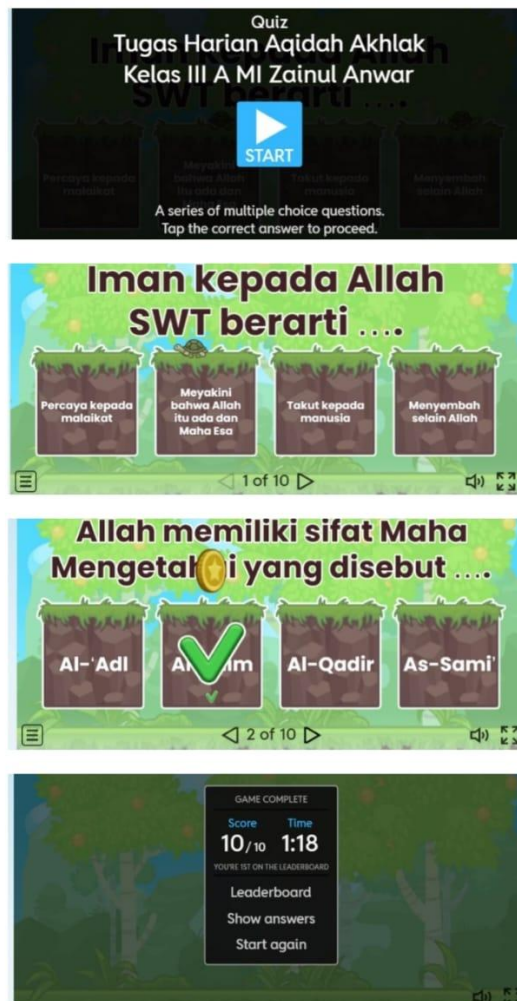 Quiz
Tugas Harian Aqidah Akhlak
Kelas III A MI Zainul Anwar
START
A series of multiple choice questions.
Tap the correct answer to proceed.
Iman kepada Allah
SWT berarti ....
Percaya kepada
malaikat
Meyakini
bahwa Allah
itu ada dan
Maha Esa
Takut kepada
manusia
Menyembah
selain Allah
1 of 10
Allah memiliki sifat Maha
yang disebut ....
Al-'Adl
Al-Qadir
As-Sami'
2 of 10
GAME COMPLETE
Score
Time
10/10
1:18
YOU'RE 1ST ON THE LEADERBOARD
Leaderboard
Show answers
Start again